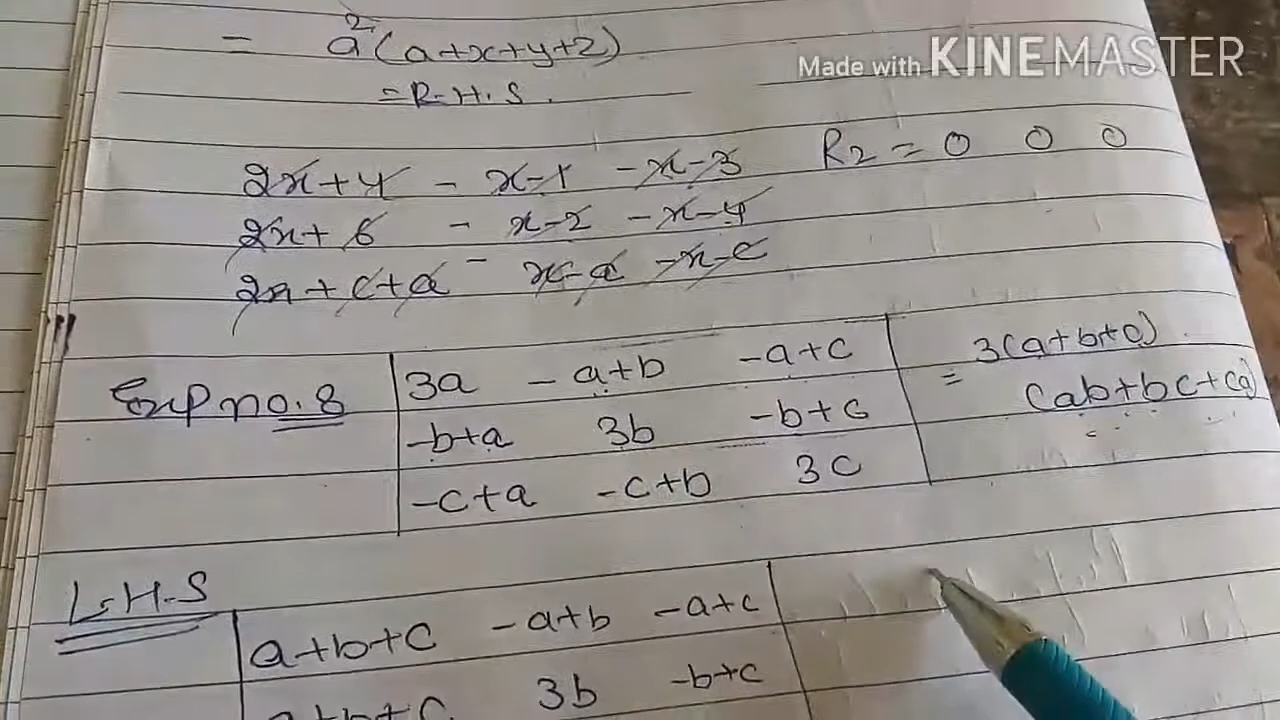 = a²(a+x+y+2)
Made with KINEMASTER
=R.H.S.
2x+4 - x-1 -x-3 R2 = 0 0 0
2x+6 - x-2 -x-4
2x+c+a - x-a -x-c
Exp no. 8 3a -a+b -a+c = 3(a+b+c)
-b+a 3b -b+c (ab+bc+ca)
-c+a -c+b 3c
L.H.S
a+b+c -a+b -a+c
a+b+c 3b -b+c